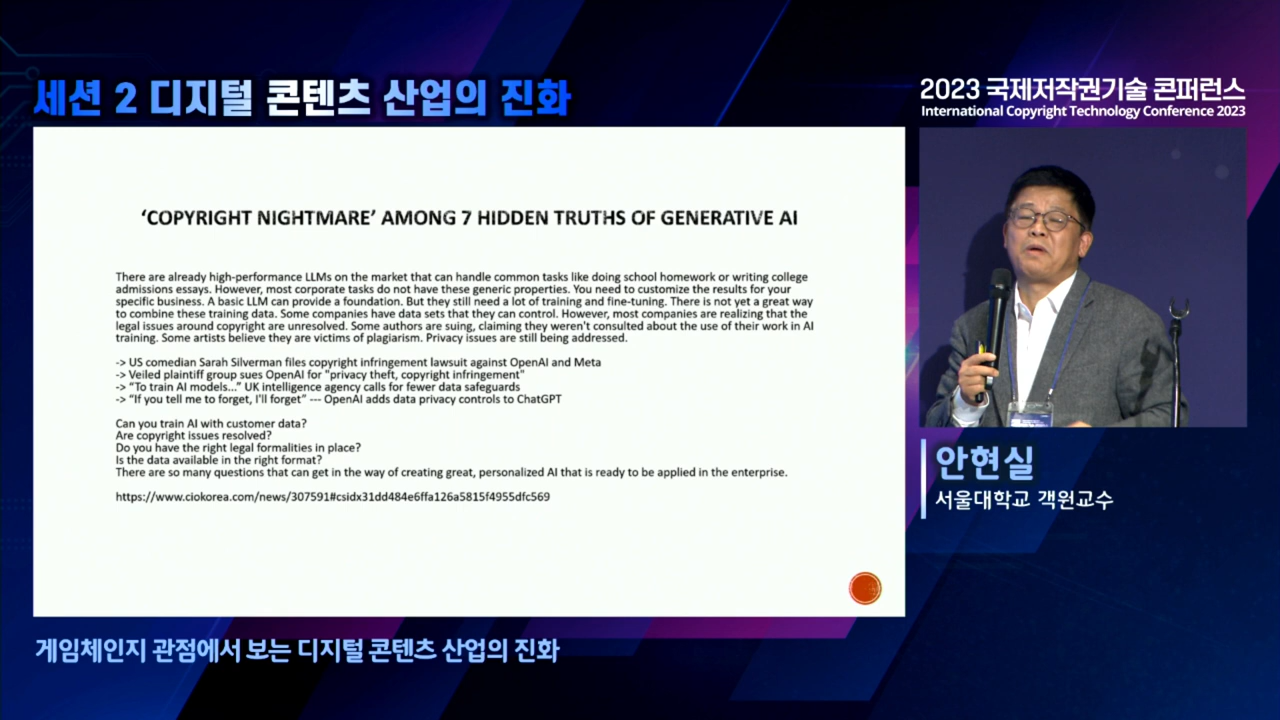 세션 2 디지털 콘텐츠 산업의 진화
2023 국제저작권기술 콘퍼런스
International Copyright Technology Conference 2023
‘COPYRIGHT NIGHTMARE’ AMONG 7 HIDDEN TRUTHS OF GENERATIVE AI
There are already high-performance LLMs on the market that can handle common tasks like doing school homework or writing college
admissions essays. However, most corporate tasks do not have these generic properties. You need to customize the results for your
specific business. A basic LLM can provide a foundation. But they still need a lot of training and fine-tuning. There is not yet a great way
to combine these training data. Some companies have data sets that they can control. However, most companies are realizing that the
legal issues around copyright are unresolved. Some authors are suing, claiming they weren't consulted about the use of their work in AI
training. Some artists believe they are victims of plagiarism. Privacy issues are still being addressed.
-> US comedian Sarah Silverman files copyright infringement lawsuit against OpenAI and Meta
-> Veiled plaintiff group sues OpenAI for "privacy theft, copyright infringement"
-> “To train AI models...” UK intelligence agency calls for fewer data safeguards
-> “If you tell me to forget, I'll forget” --- OpenAI adds data privacy controls to ChatGPT
Can you train AI with customer data?
Are copyright issues resolved?
Do you have the right legal formalities in place?
Is the data available in the right format?
There are so many questions that can get in the way of creating great, personalized AI that is ready to be applied in the enterprise.
https://www.ciokorea.com/news/307591#csidx31dd484e6ffa126a5815f4955dfc569
안현실
서울대학교 객원교수
게임체인지 관점에서 보는 디지털 콘텐츠 산업의 진화